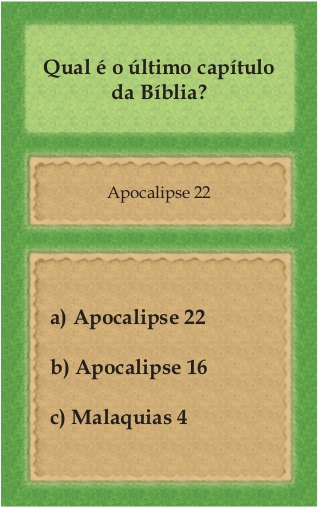 Qual é o último capítulo
da Bíblia?
Apocalipse 22
a) Apocalipse 22
b) Apocalipse 16
c) Malaquias 4